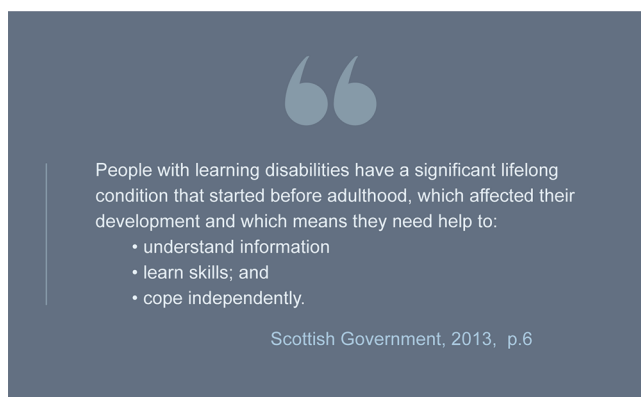 People with learning disabilities have a significant lifelong
condition that started before adulthood, which affected their
development and which means they need help to:
• understand information
• learn skills; and
• cope independently.
Scottish Government, 2013,  p.6